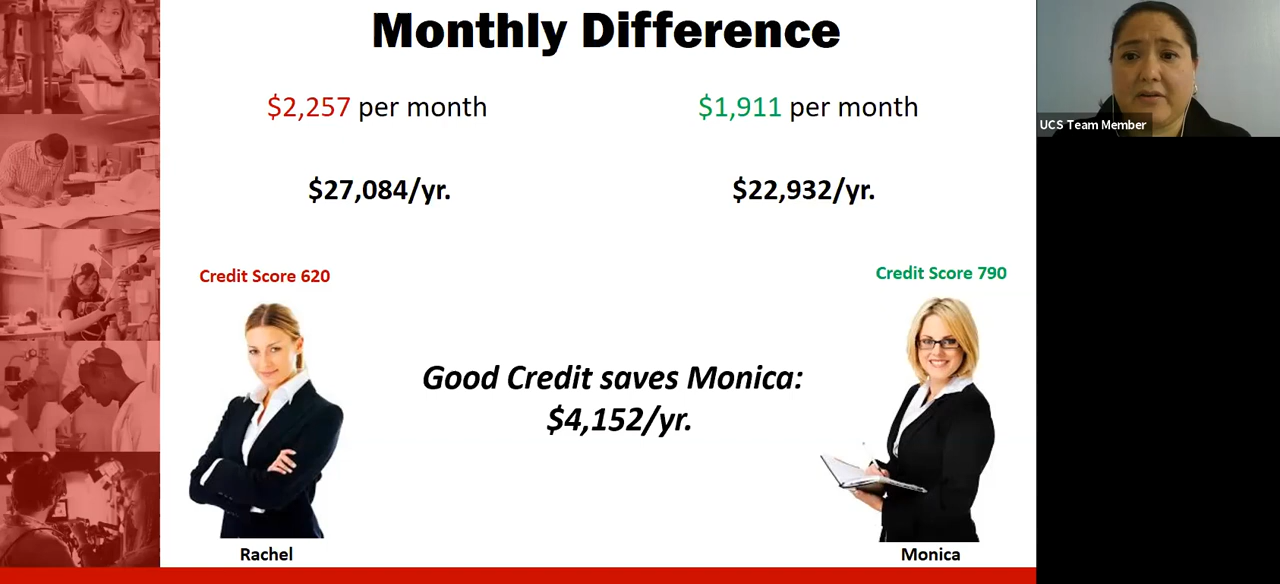 Monthly Difference
$2,257 per month
$1,911 per month
$27,084/yr.
$22,932/yr.
Credit Score 620
Credit Score 790
Good Credit saves Monica:
$4,152/yr.
Rachel
Monica
UCS Team Member